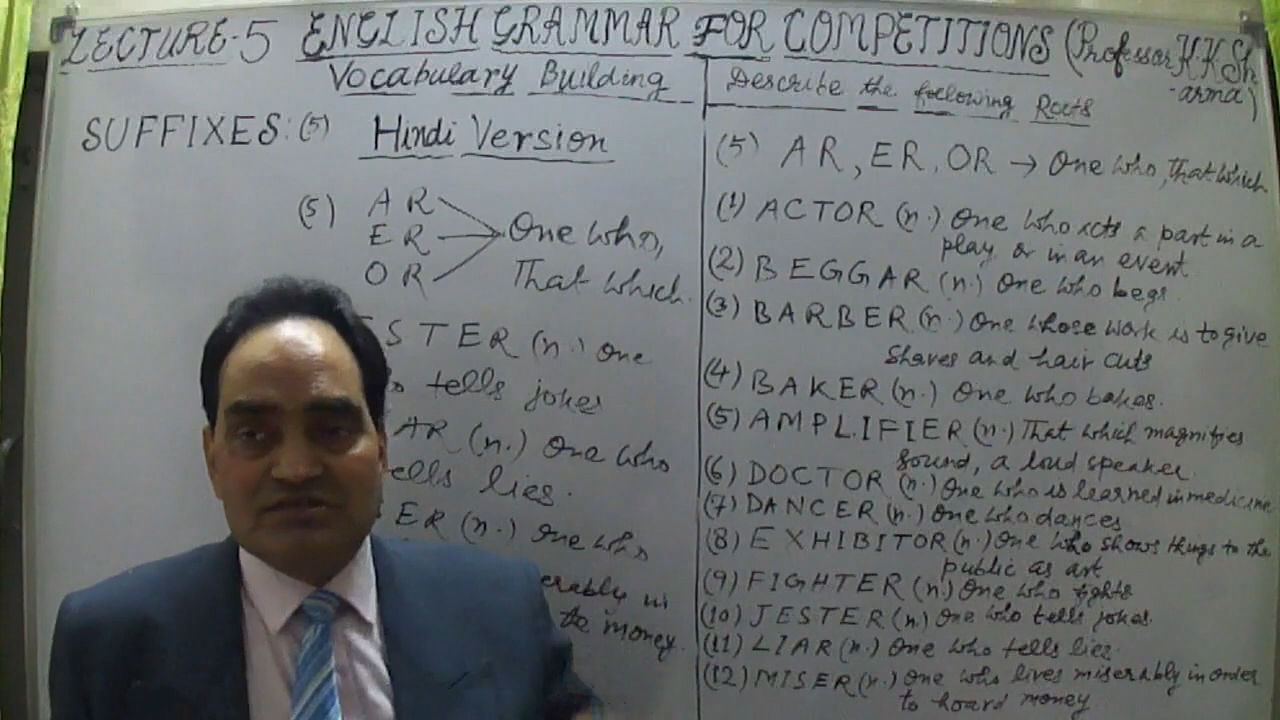 LECTURE-5 ENGLISH GRAMMAR FOR COMPETITIONS (Professor K K Sh
arma)
Vocabulary Building
SUFFIXES: (5) Hindi Version
(5) AR
ER
OR
One who,
That which.
STER (n.) one
tells jokes
AR (n.) One who
ells lies.
ER (n.) One who
erably in
to money.
Describe the following Roots
(5) AR, ER, OR → One who, That which
(1) ACTOR (n.) One who acts a part in a
play or in an event
(2) BEGGAR (n.) One who begs
(3) BARBER (n.) One whose work is to give
Shaves and hair cuts
(4) BAKER (n.) One who bakes.
(5) AMPLIFIER (n.) That which magnifies
sound, a loud speaker.
(6) DOCTOR (n.) One who is learned in medicine
(7) DANCER (n.) One who dances
(8) EXHIBITOR (n.) One who shows things to the
public as art
(9) FIGHTER (n.) One who fights
(10) JESTER (n.) One who tells jokes.
(11) LIAR (n.) One who tells lies.
(12) MISER (n.) One who lives miserably in order
to hoard money